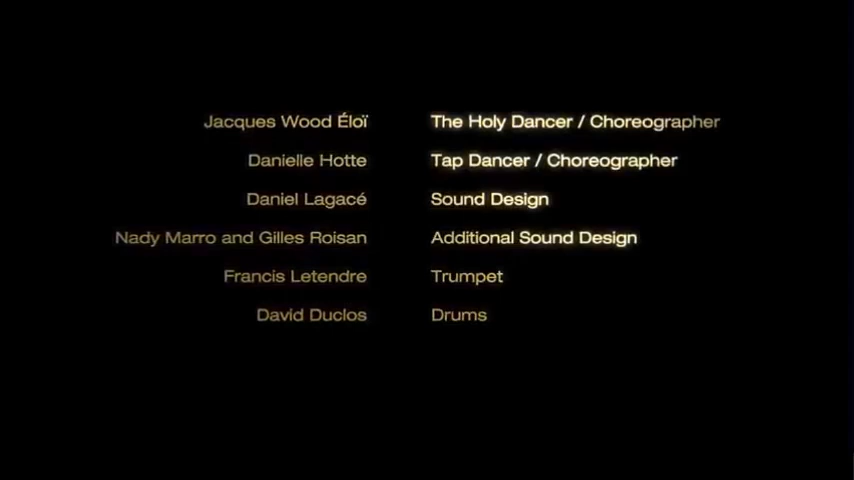 Jacques Wood Éloï The Holy Dancer / Choreographer
Danielle Hotte Tap Dancer / Choreographer
Daniel Lagacé Sound Design
Nady Marro and Gilles Roisan Additional Sound Design
Francis Letendre Trumpet
David Duclos Drums